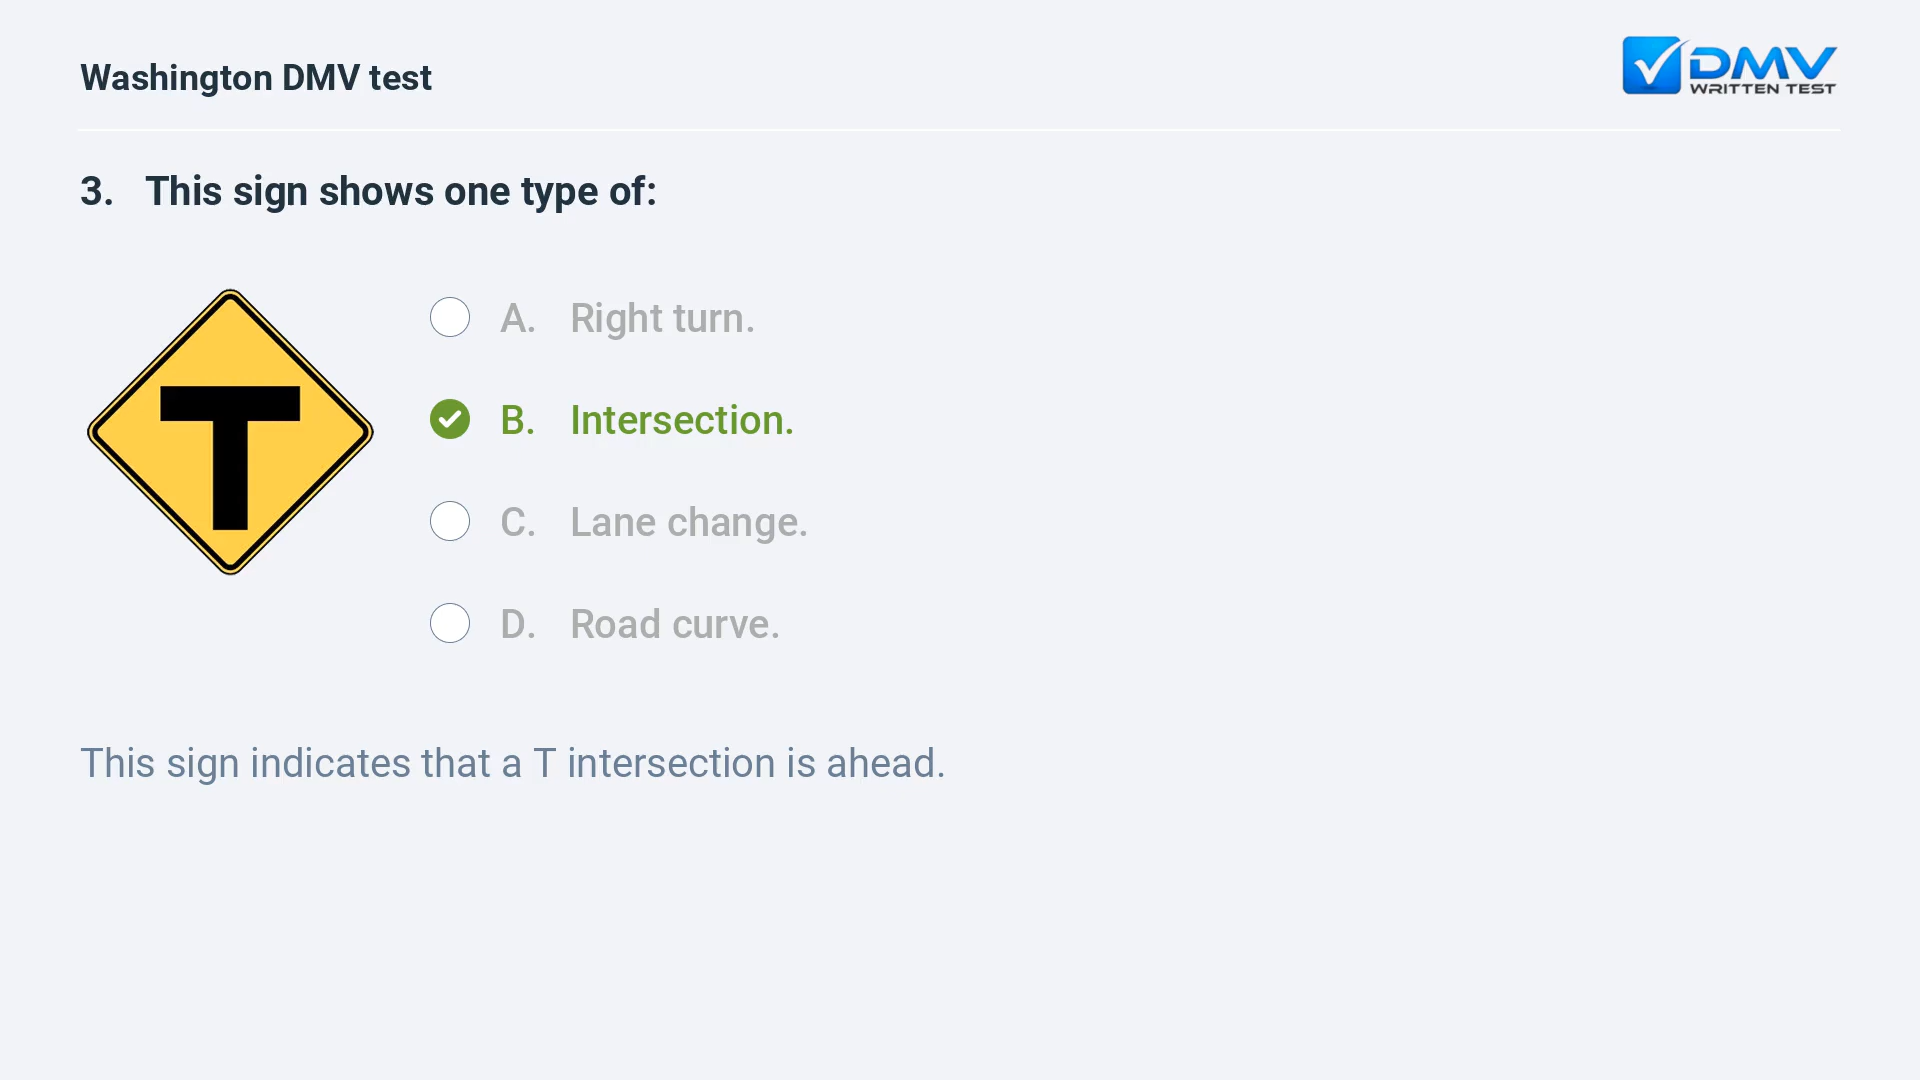 Washington DMV test
DMV
WRITTEN TEST
3. This sign shows one type of:
T
A. Right turn.
B. Intersection.
C. Lane change.
D. Road curve.
This sign indicates that a T intersection is ahead.